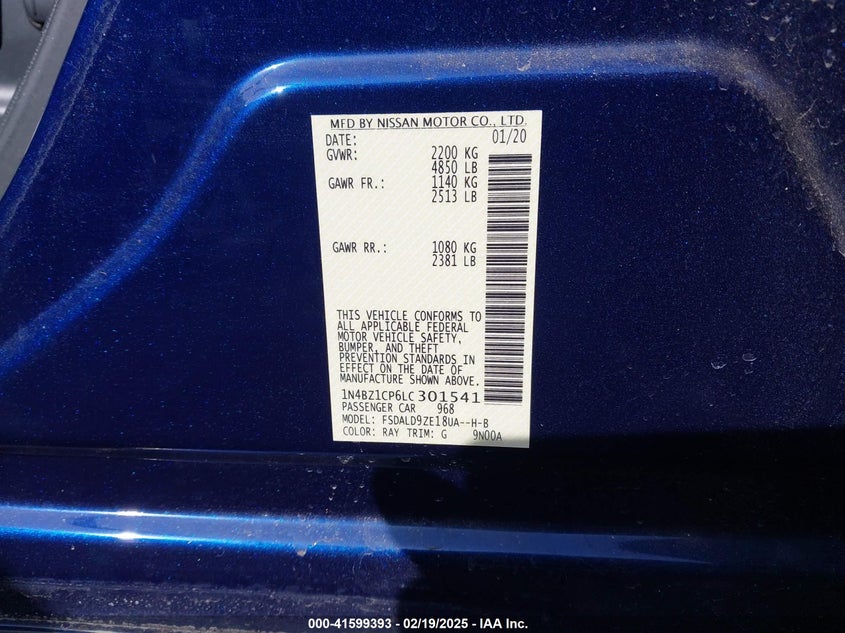 MFD BY NISSAN MOTOR CO., LTD.
DATE: 01/20
GVWR: 2200 KG
4850 LB
GAWR FR.: 1140 KG
2513 LB
GAWR RR.: 1080 KG
2381 LB
THIS VEHICLE CONFORMS TO
ALL APPLICABLE FEDERAL
MOTOR VEHICLE SAFETY,
BUMPER, AND THEFT
PREVENTION STANDARDS IN
EFFECT ON THE DATE OF
MANUFACTURE SHOWN ABOVE.
1N4BZ1CP6LC301541
PASSENGER CAR 968
MODEL: FSDALD9ZE18UA--H-B
COLOR: RAY TRIM: G 9N00A
000-41599393 - 02/19/2025 - IAA Inc.